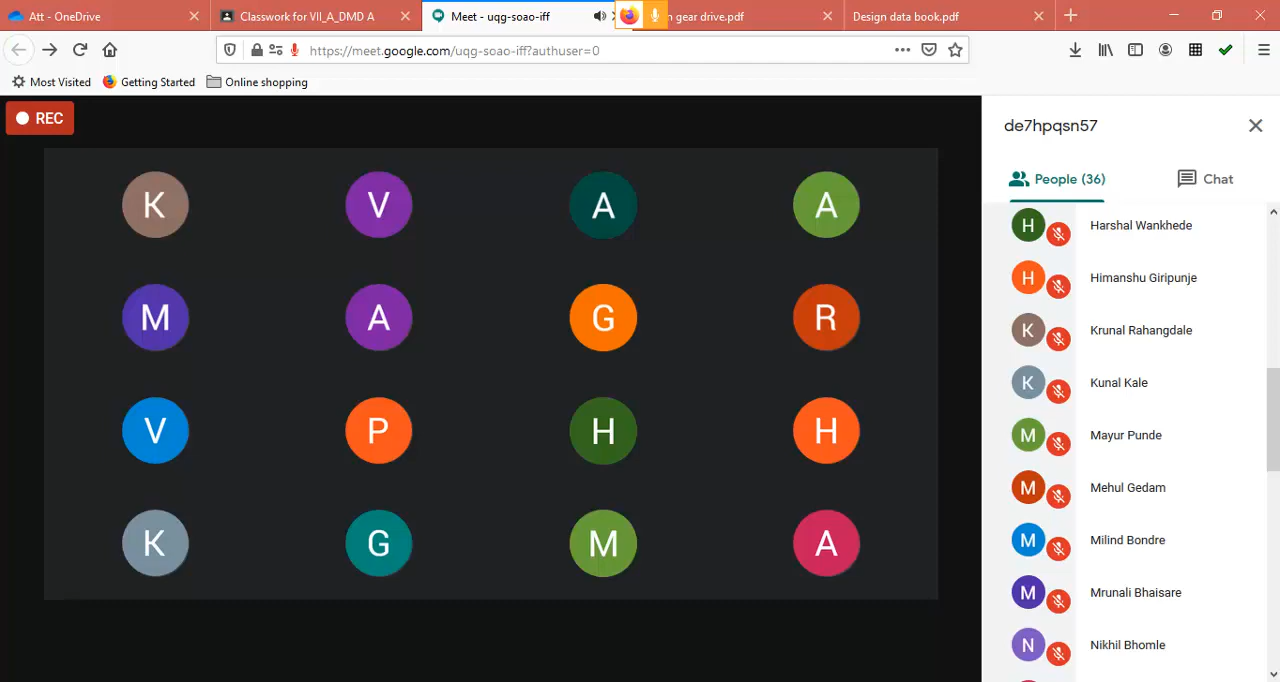 Att - OneDrive
Classwork for VII_A_DMD A
Meet - uqg-soao-iff
n gear drive.pdf
Design data book.pdf
https://meet.google.com/uqg-soao-iff?authuser=0
Most Visited
Getting Started
Online shopping
REC
K V A A
M A G R
V P H H
K G M A
de7hpqsn57
People (36)
Chat
H Harshal Wankhede
H Himanshu Giripunje
K Krunal Rahangdale
K Kunal Kale
M Mayur Punde
M Mehul Gedam
M Milind Bondre
M Mrunali Bhaisare
N Nikhil Bhomle